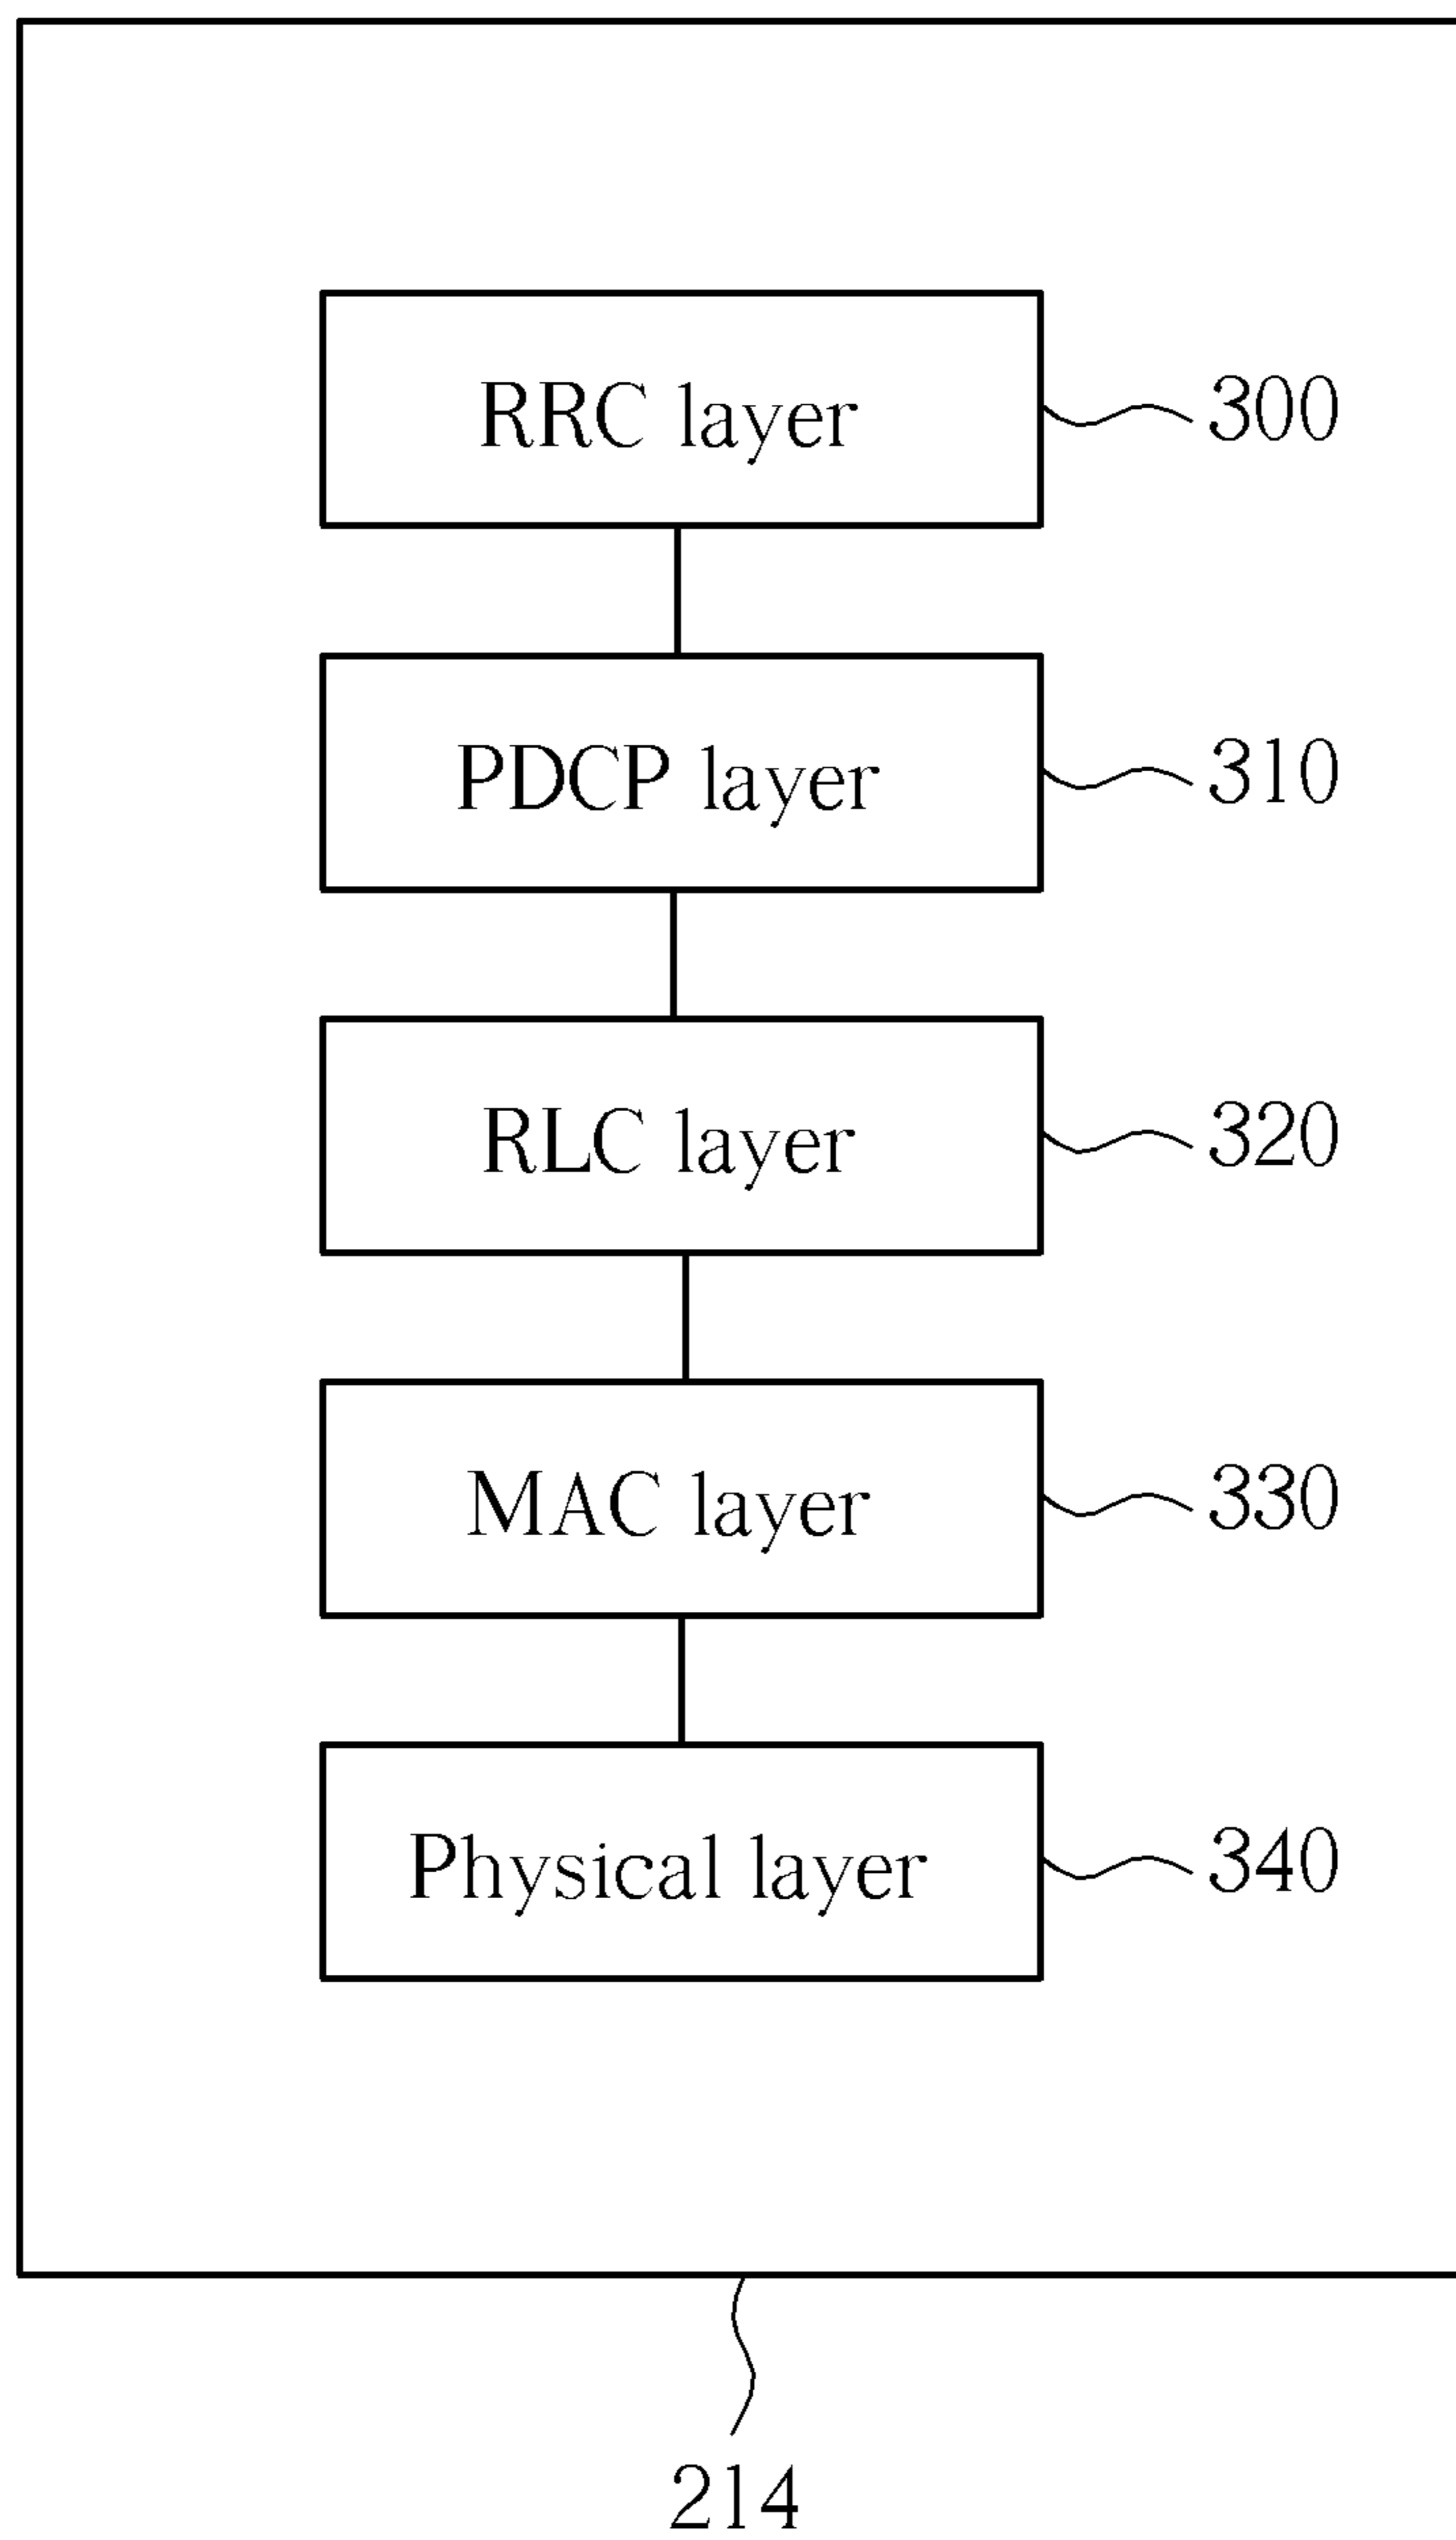 RRC layer 300
PDCP layer 310
RLC layer 320
MAC layer 330
Physical layer 340
214